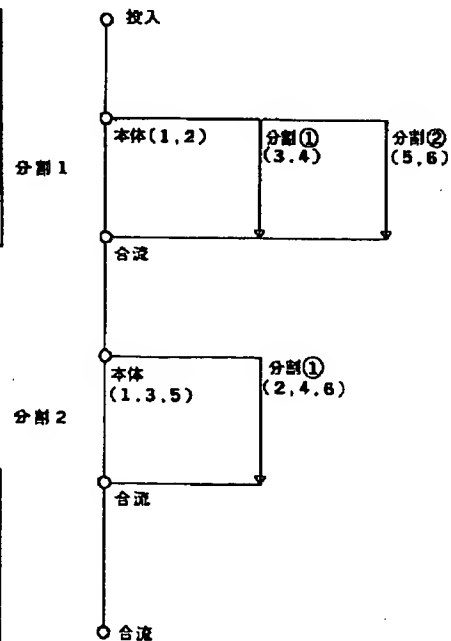 投入
本体(1,2)
分割①
(3.4)
分割②
(5,6)
分割1
合流
本体
(1.3.5)
分割①
(2,4.6)
分割2
合流
合流